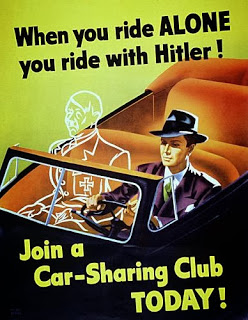 When you ride ALONE
you ride with Hitler !
Join a
Car-Sharing Club
TODAY !